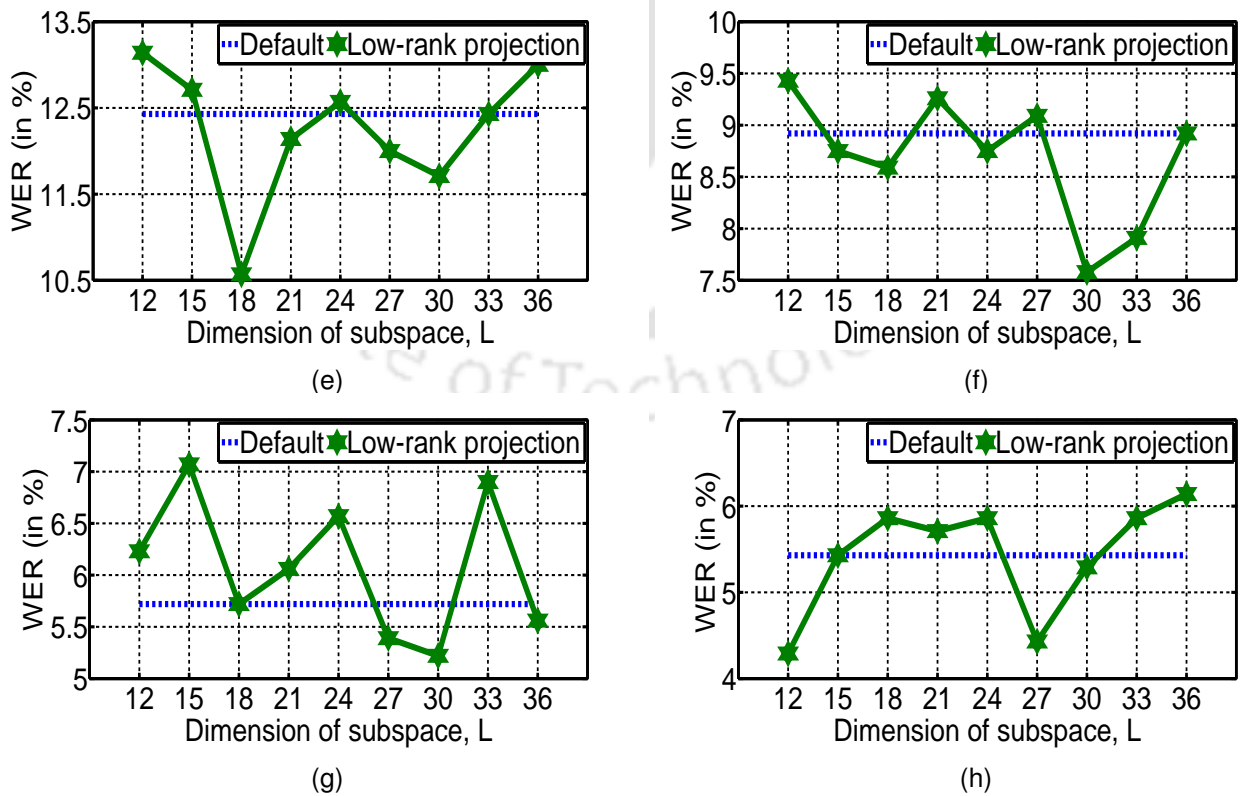 13.5
12.5
11.5
10.5
WER (in %)
Default Low-rank projection
12 15 18 21 24 27 30 33 36
Dimension of subspace, L
(e)
10
9.5
9
8.5
8
7.5
WER (in %)
Default Low-rank projection
12 15 18 21 24 27 30 33 36
Dimension of subspace, L
(f)
of Technolo
7.5
7
6.5
6
5.5
5
WER (in %)
Default Low-rank projection
12 15 18 21 24 27 30 33 36
Dimension of subspace, L
(g)
7
6
5
4
WER (in %)
Default Low-rank projection
12 15 18 21 24 27 30 33 36
Dimension of subspace, L
(h)